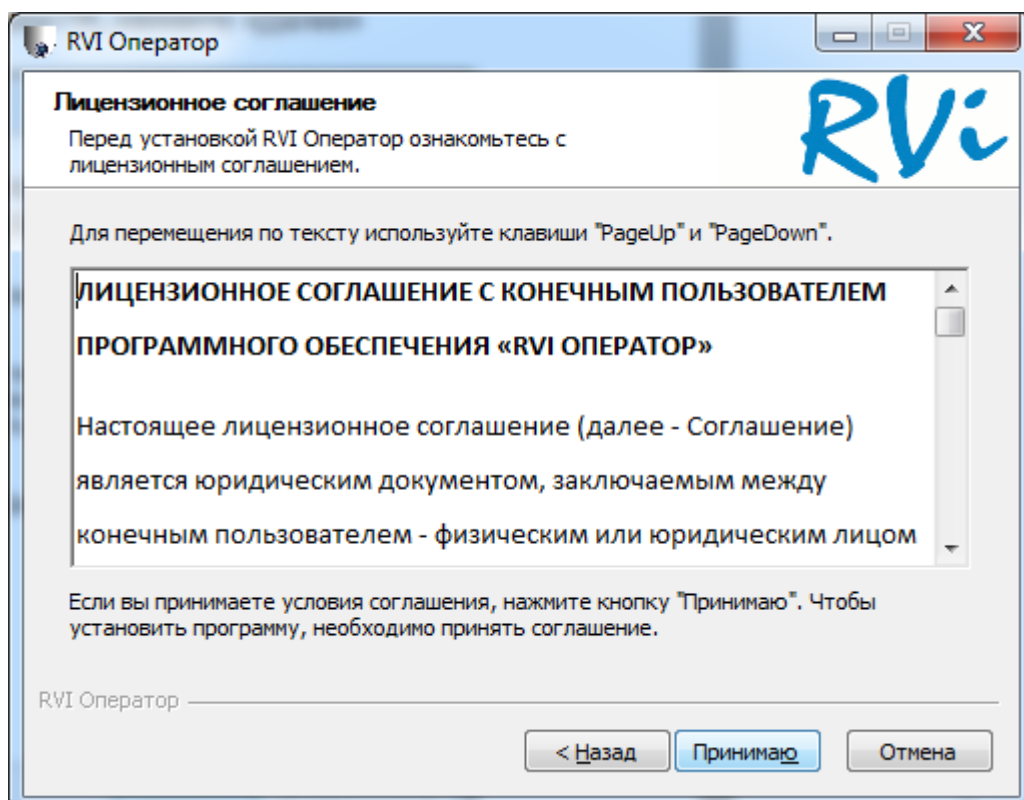 RVI Оператор
Лицензионное соглашение
Перед установкой RVI Оператор ознакомьтесь с
лицензионным соглашением.
RVi
Для перемещения по тексту используйте клавиши "PageUp" и "PageDown".
ЛИЦЕНЗИОННОЕ СОГЛАШЕНИЕ С КОНЕЧНЫМ ПОЛЬЗОВАТЕЛЕМ
ПРОГРАММНОГО ОБЕСПЕЧЕНИЯ «RVI ОПЕРАТОР»
Настоящее лицензионное соглашение (далее - Соглашение)
является юридическим документом, заключаемым между
конечным пользователем - физическим или юридическим лицом
Если вы принимаете условия соглашения, нажмите кнопку "Принимаю". Чтобы
установить программу, необходимо принять соглашение.
RVI Оператор
< Назад
Принимаю
Отмена